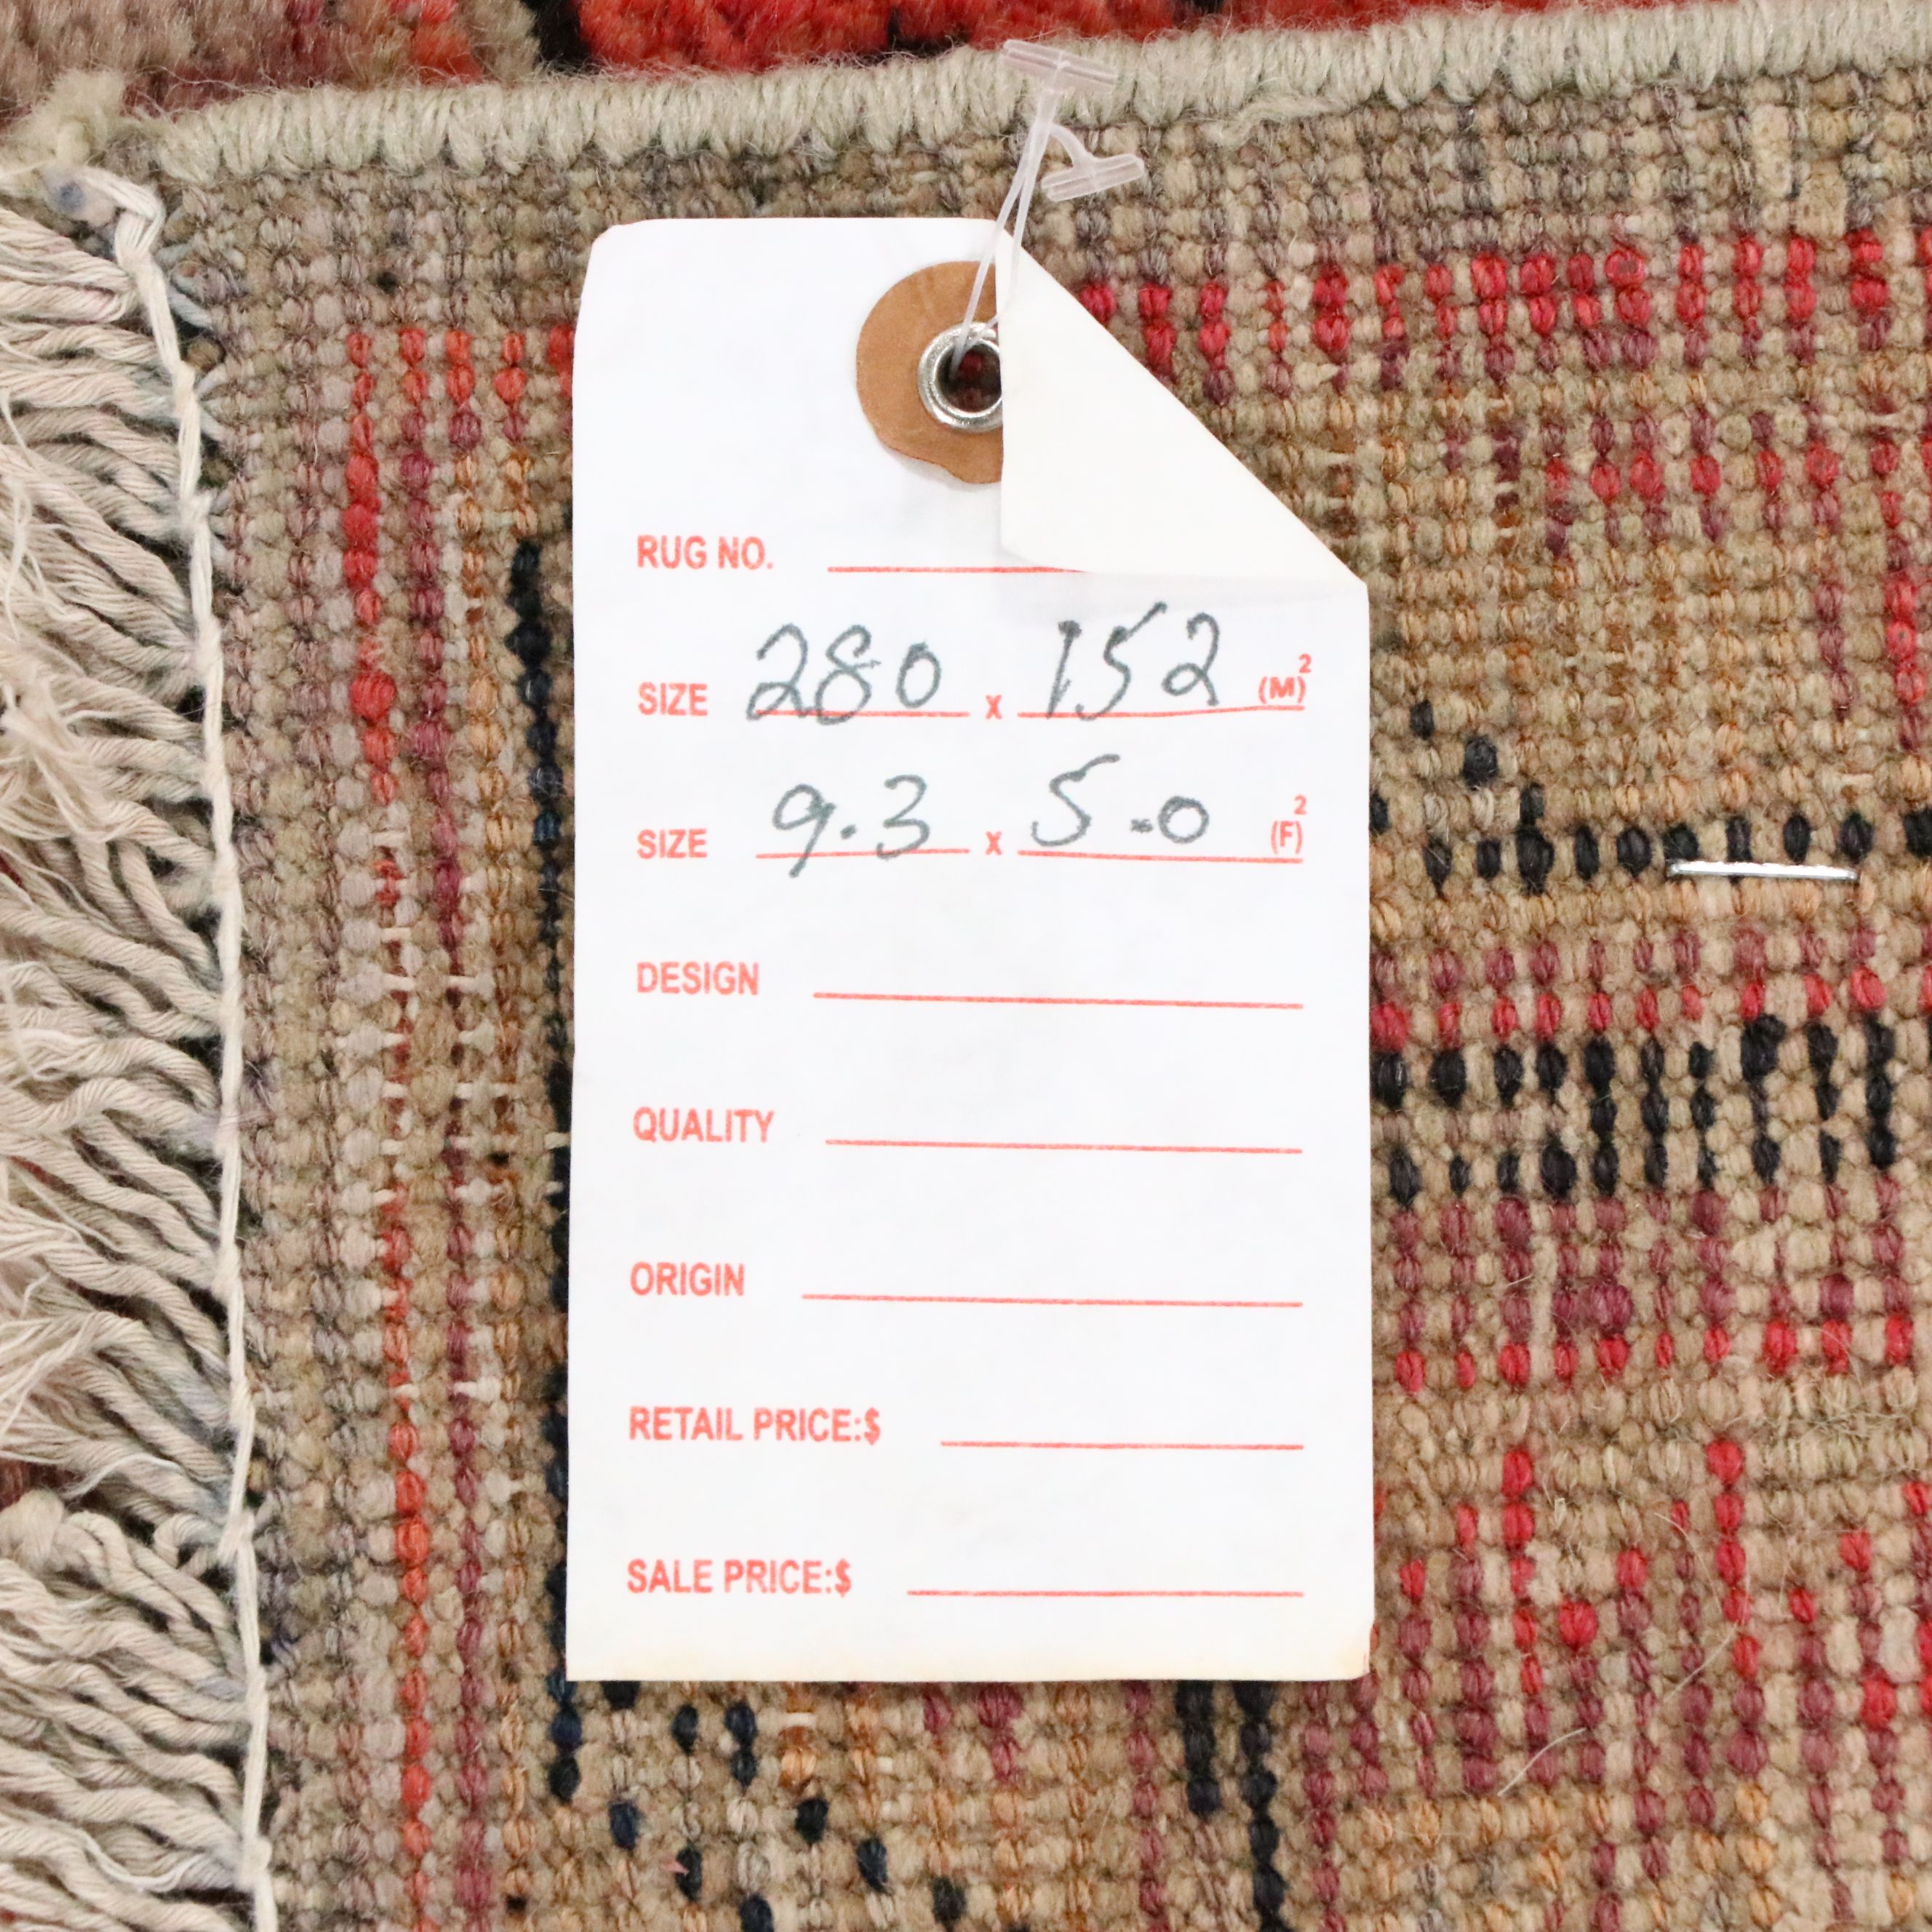 RUG NO.
SIZE 280 x 152 (M)²
SIZE 9.3 x 5.0 (F)²
DESIGN
QUALITY
ORIGIN
RETAIL PRICE:$
SALE PRICE:$